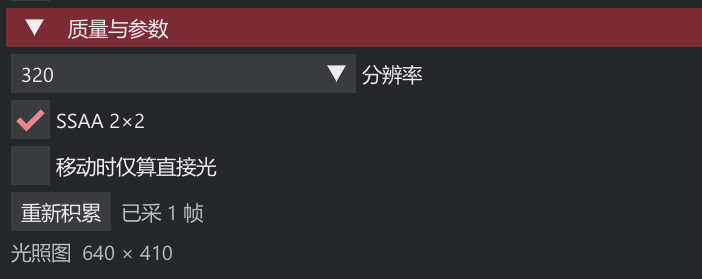 质量与参数
320 分辨率
SSAA 2×2
移动时仅算直接光
重新积累 已采 1 帧
光照图 640 × 410